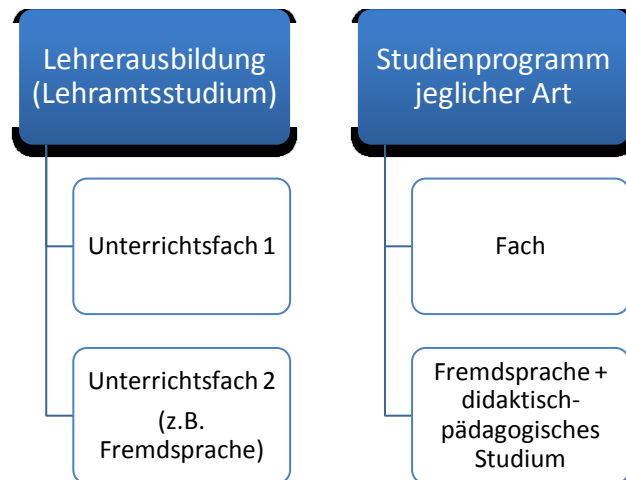 Lehrerausbildung
(Lehramtsstudium)
Unterrichtsfach 1
Unterrichtsfach 2
(z.B.
Fremdsprache)
Studienprogramm
jeglicher Art
Fach
Fremdsprache +
didaktisch-
pädagogisches
Studium